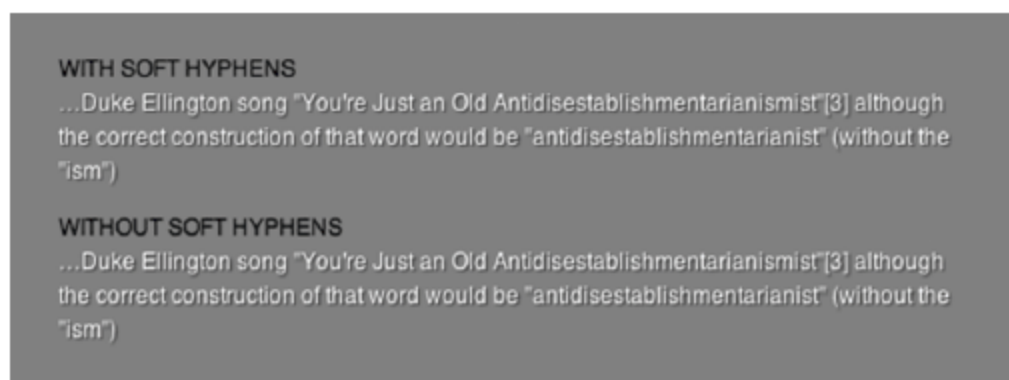 WITH SOFT HYPHENS
...Duke Ellington song "You're Just an Old Antidisestablishmentarianismist"[3] although
the correct construction of that word would be "antidisestablishmentarianist" (without the
"ism")
WITHOUT SOFT HYPHENS
...Duke Ellington song "You're Just an Old Antidisestablishmentarianismist"[3] although
the correct construction of that word would be "antidisestablishmentarianist" (without the
"ism")